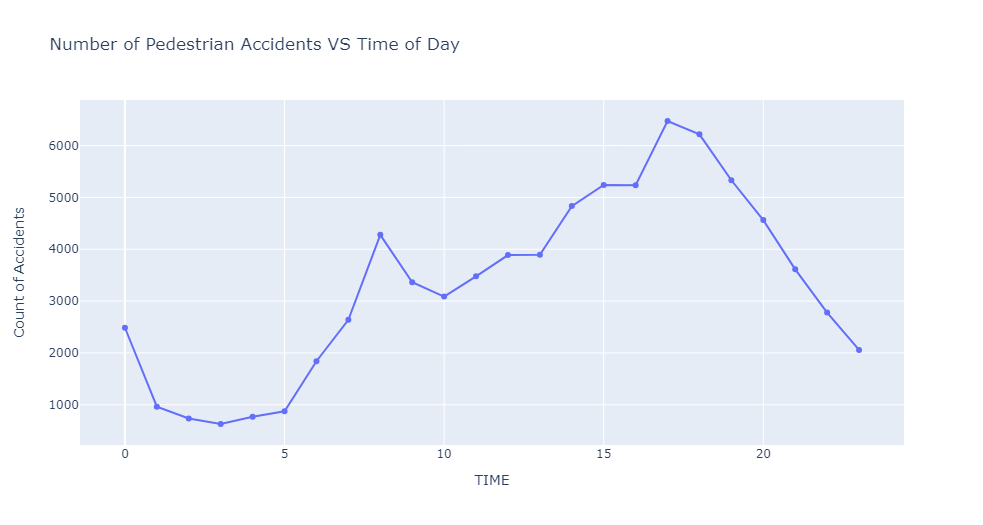 Number of Pedestrian Accidents VS Time of Day
Count of Accidents
6000
5000
4000
3000
2000
1000
0 5 10 15 20
TIME